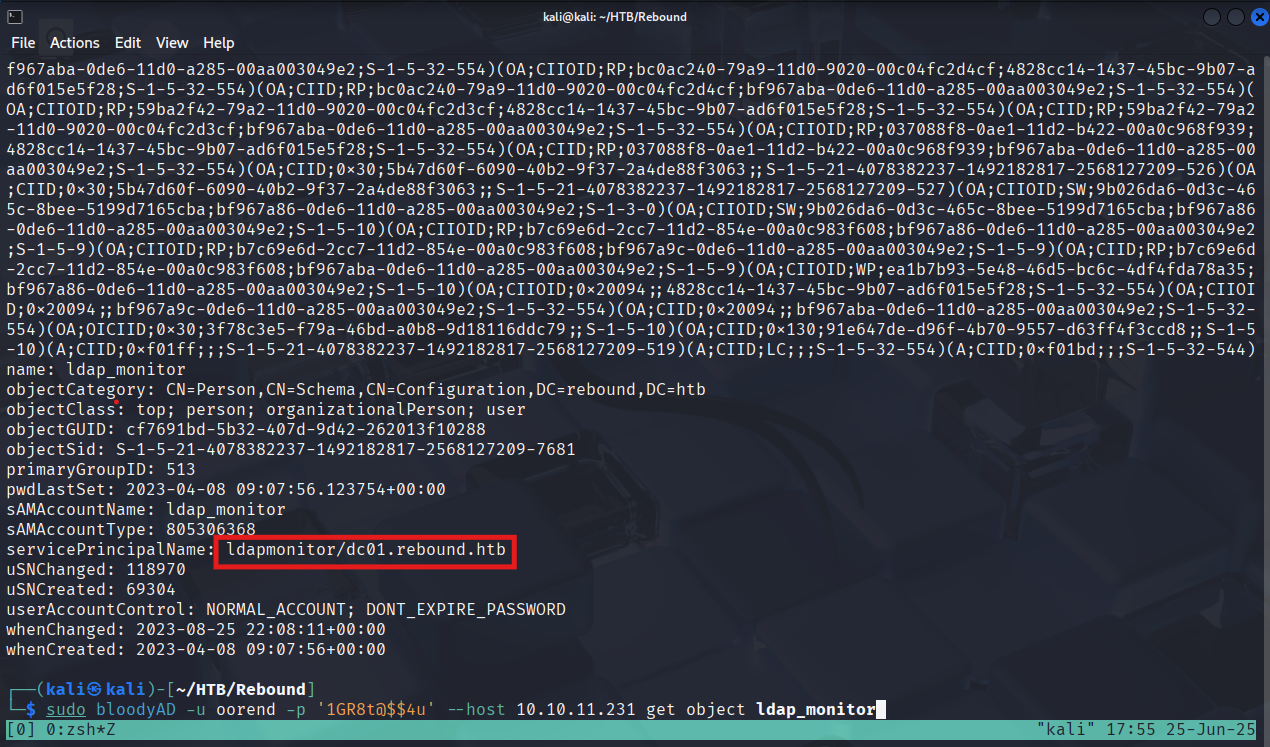 kali@kali: ~/HTB/Rebound
File Actions Edit View Help
f967aba-0de6-11d0-a285-00aa003049e2;S-1-5-32-554)(OA;CIIOID;RP;bc0ac240-79a9-11d0-9020-00c04fc2d4cf;4828cc14-1437-45bc-9b07-a
d6f015e5f28;S-1-5-32-554)(OA;CIID;RP;bc0ac240-79a9-11d0-9020-00c04fc2d4cf;bf967aba-0de6-11d0-a285-00aa003049e2;S-1-5-32-554)(
OA;CIIOID;RP;59ba2f42-79a2-11d0-9020-00c04fc2d3cf;4828cc14-1437-45bc-9b07-ad6f015e5f28;S-1-5-32-554)(OA;CIID;RP;59ba2f42-79a2
-11d0-9020-00c04fc2d3cf;bf967aba-0de6-11d0-a285-00aa003049e2;S-1-5-32-554)(OA;CIIOID;RP;037088f8-0ae1-11d2-b422-00a0c968f939;
4828cc14-1437-45bc-9b07-ad6f015e5f28;S-1-5-32-554)(OA;CIID;RP;037088f8-0ae1-11d2-b422-00a0c968f939;bf967aba-0de6-11d0-a285-00
aa003049e2;S-1-5-32-554)(OA;CIID;0×30;5b47d60f-6090-40b2-9f37-2a4de88f3063;;S-1-5-21-4078382237-1492182817-2568127209-526)(OA
;CIID;0×30;5b47d60f-6090-40b2-9f37-2a4de88f3063;;S-1-5-21-4078382237-1492182817-2568127209-527)(OA;CIIOID;SW;9b026da6-0d3c-46
5c-8bee-5199d7165cba;bf967a86-0de6-11d0-a285-00aa003049e2;S-1-3-0)(OA;CIIOID;SW;9b026da6-0d3c-465c-8bee-5199d7165cba;bf967a86
-0de6-11d0-a285-00aa003049e2;S-1-5-10)(OA;CIIOID;RP;b7c69e6d-2cc7-11d2-854e-00a0c983f608;bf967a86-0de6-11d0-a285-00aa003049e2
;S-1-5-9)(OA;CIIOID;RP;b7c69e6d-2cc7-11d2-854e-00a0c983f608;bf967a9c-0de6-11d0-a285-00aa003049e2;S-1-5-9)(OA;CIID;RP;b7c69e6d
-2cc7-11d2-854e-00a0c983f608;bf967aba-0de6-11d0-a285-00aa003049e2;S-1-5-9)(OA;CIIOID;WP;ea1b7b93-5e48-46d5-bc6c-4df4fda78a35;
bf967a86-0de6-11d0-a285-00aa003049e2;S-1-5-10)(OA;CIIOID;0×20094;;4828cc14-1437-45bc-9b07-ad6f015e5f28;S-1-5-32-554)(OA;CIIOI
D;0×20094;;bf967a9c-0de6-11d0-a285-00aa003049e2;S-1-5-32-554)(OA;CIID;0×20094;;bf967aba-0de6-11d0-a285-00aa003049e2;S-1-5-32-
554)(OA;OICIID;0×30;3f78c3e5-f79a-46bd-a0b8-9d18116ddc79;;S-1-5-10)(OA;CIID;0×130;91e647de-d96f-4b70-9557-d63ff4f3ccd8;;S-1-5
-10)(A;CIID;0×f01ff;;;S-1-5-21-4078382237-1492182817-2568127209-519)(A;CIID;LC;;;S-1-5-32-554)(A;CIID;0×f01bd;;;S-1-5-32-544)
name: ldap_monitor
objectCategory: CN=Person,CN=Schema,CN=Configuration,DC=rebound,DC=htb
objectClass: top; person; organizationalPerson; user
objectGUID: cf7691bd-5b32-407d-9d42-262013f10288
objectSid: S-1-5-21-4078382237-1492182817-2568127209-7681
primaryGroupID: 513
pwdLastSet: 2023-04-08 09:07:56.123754+00:00
sAMAccountName: ldap_monitor
sAMAccountType: 805306368
servicePrincipalName: ldapmonitor/dc01.rebound.htb
uSNChanged: 118970
uSNCreated: 69304
userAccountControl: NORMAL_ACCOUNT; DONT_EXPIRE_PASSWORD
whenChanged: 2023-08-25 22:08:11+00:00
whenCreated: 2023-04-08 09:07:56+00:00
┌──(kali㉿kali)-[~/HTB/Rebound]
└─$ sudo bloodyAD -u oorend -p '1GR8t@$$4u' --host 10.10.11.231 get object ldap_monitor
[0] 0:zsh*Z "kali" 17:55 25-Jun-25